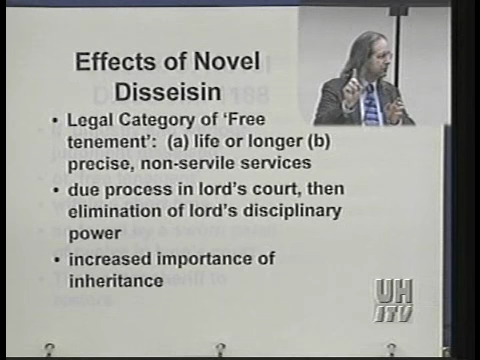 Effects of Novel
Disseisin
• Legal Category of ‘Free
tenement’: (a) life or longer (b)
precise, non-servile services
• due process in lord’s court, then
elimination of lord’s disciplinary
power
• increased importance of
inheritance
UH
ITV